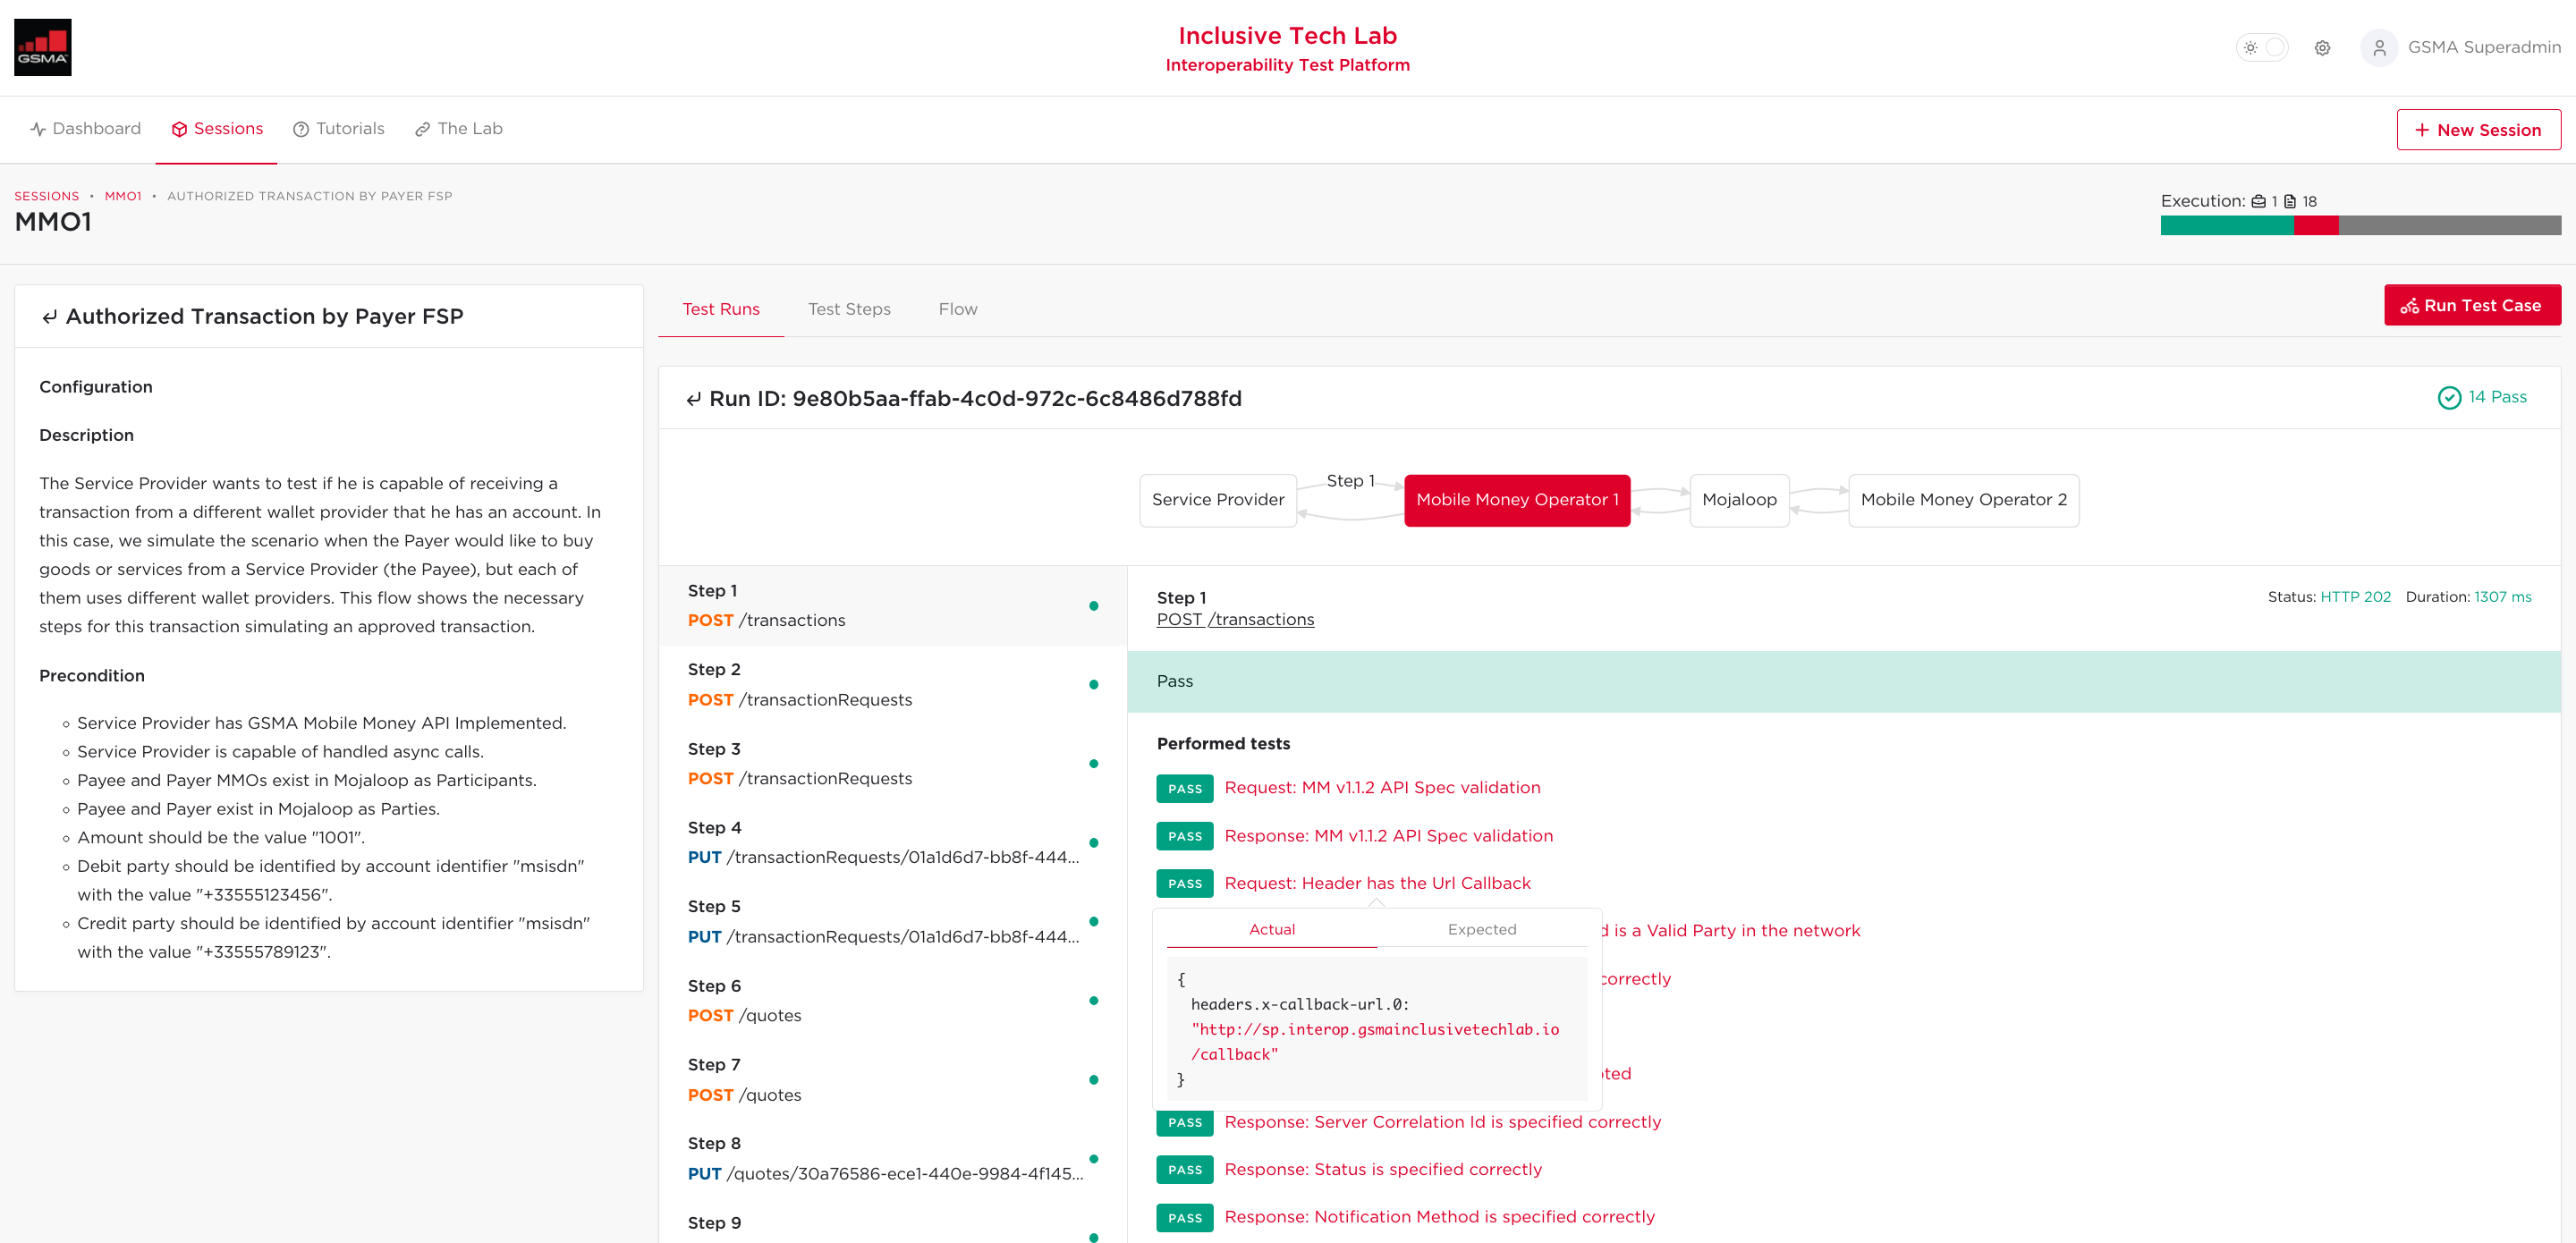 GSMA
Inclusive Tech Lab
Interoperability Test Platform
GSMA Superadmin
Dashboard
Sessions
Tutorials
The Lab
New Session
SESSIONS • MMO1 • AUTHORIZED TRANSACTION BY PAYER FSP
MMO1
Execution: 1 18
Authorized Transaction by Payer FSP
Configuration
Description
The Service Provider wants to test if he is capable of receiving a
transaction from a different wallet provider that he has an account. In
this case, we simulate the scenario when the Payer would like to buy
goods or services from a Service Provider (the Payee), but each of
them uses different wallet providers. This flow shows the necessary
steps for this transaction simulating an approved transaction.
Precondition
Service Provider has GSMA Mobile Money API Implemented.
Service Provider is capable of handled async calls.
Payee and Payer MMOs exist in Mojaloop as Participants.
Payee and Payer exist in Mojaloop as Parties.
Amount should be the value "1001".
Debit party should be identified by account identifier "msisdn"
with the value "+33555123456".
Credit party should be identified by account identifier "msisdn"
with the value "+33555789123".
Test Runs
Test Steps
Flow
Run Test Case
Run ID: 9e80b5aa-ffab-4c0d-972c-6c8486d788fd
14 Pass
Service Provider
Step 1
Mobile Money Operator 1
Mojaloop
Mobile Money Operator 2
Step 1
POST /transactions
Step 2
POST /transactionRequests
Step 3
POST /transactionRequests
Step 4
PUT /transactionRequests/01a1d6d7-bb8f-444...
Step 5
PUT /transactionRequests/01a1d6d7-bb8f-444...
Step 6
POST /quotes
Step 7
POST /quotes
Step 8
PUT /quotes/30a76586-ece1-440e-9984-4f145...
Step 9
Step 1
POST /transactions
Status: HTTP 202 Duration: 1307 ms
Pass
Performed tests
PASS Request: MM v1.1.2 API Spec validation
PASS Response: MM v1.1.2 API Spec validation
PASS Request: Header has the Url Callback
Actual
Expected
{
headers.x-callback-url.0:
"http://sp.interop.gsmainclusivetechlab.io
/callback"
}
is a Valid Party in the network
correctly
PASS Response: Server Correlation Id is specified correctly
PASS Response: Status is specified correctly
PASS Response: Notification Method is specified correctly